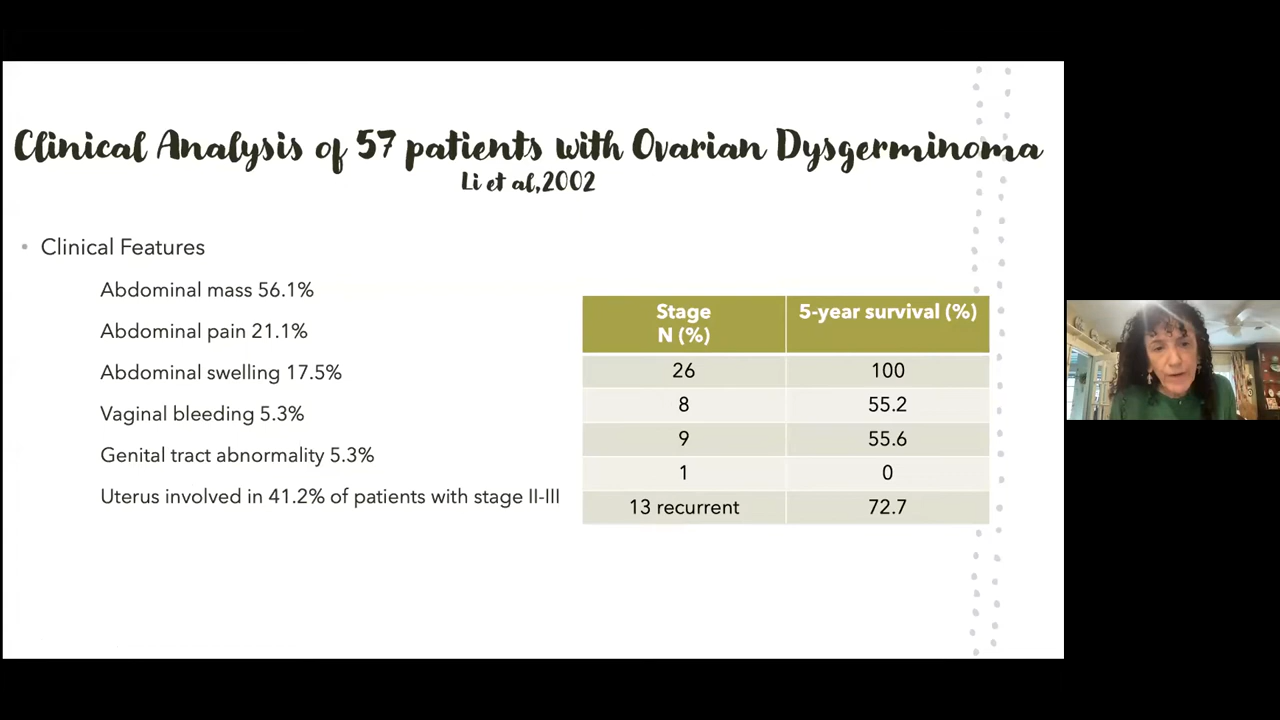 Clinical Analysis of 57 patients with Ovarian Dysgerminoma
Li et al,2002
• Clinical Features
Abdominal mass 56.1%
Abdominal pain 21.1%
Abdominal swelling 17.5%
Vaginal bleeding 5.3%
Genital tract abnormality 5.3%
Uterus involved in 41.2% of patients with stage II-III
Stage 5-year survival (%)
N (%)
26 100
8 55.2
9 55.6
1 0
13 recurrent 72.7